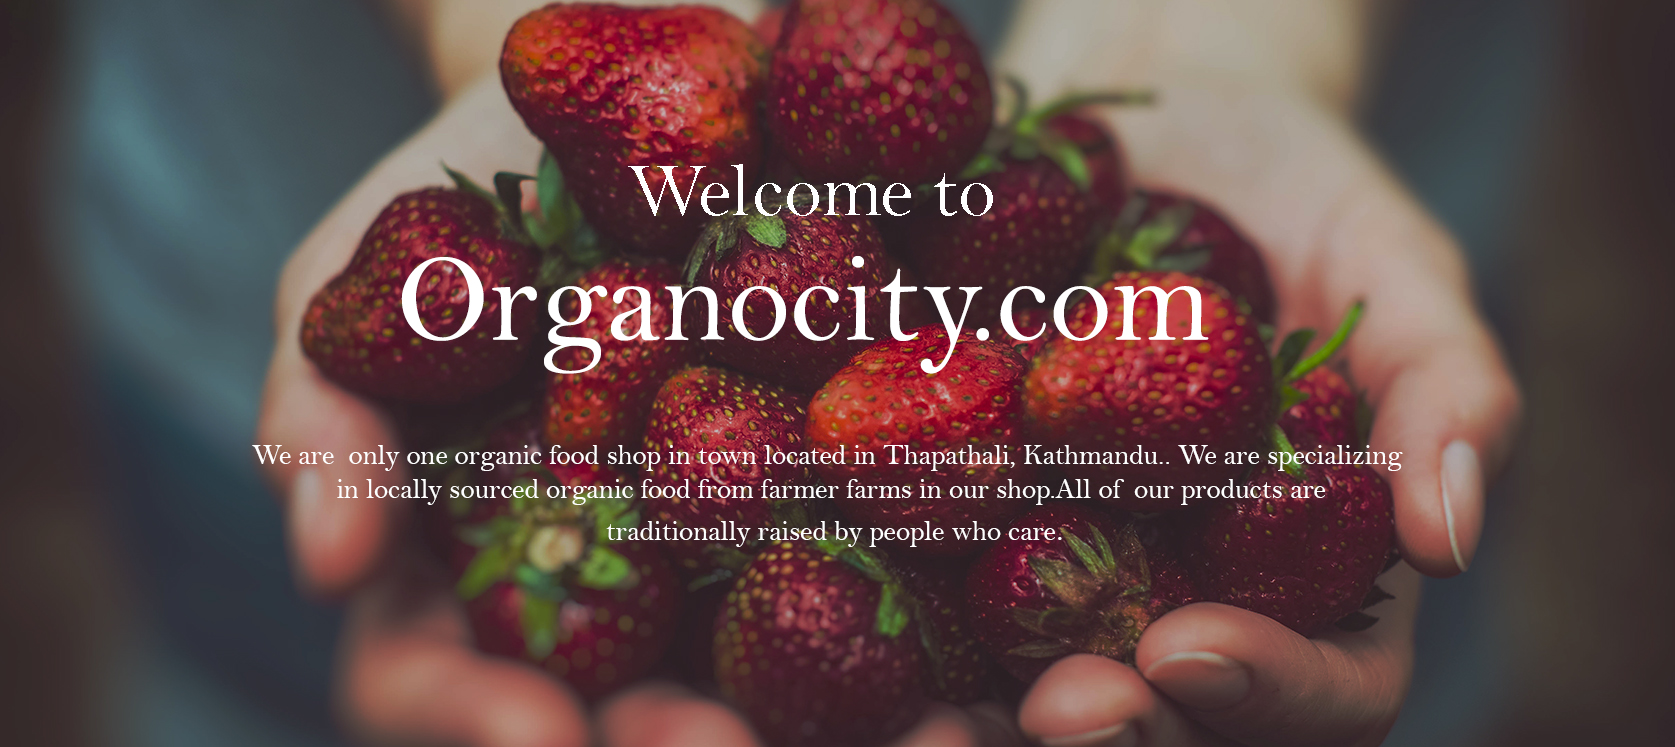 Welcome to
Organocity.com
We are  only one organic food shop in town located in Thapathali, Kathmandu.. We are specializing
in locally sourced organic food from farmer farms in our shop.All of  our products are
traditionally raised by people who care.